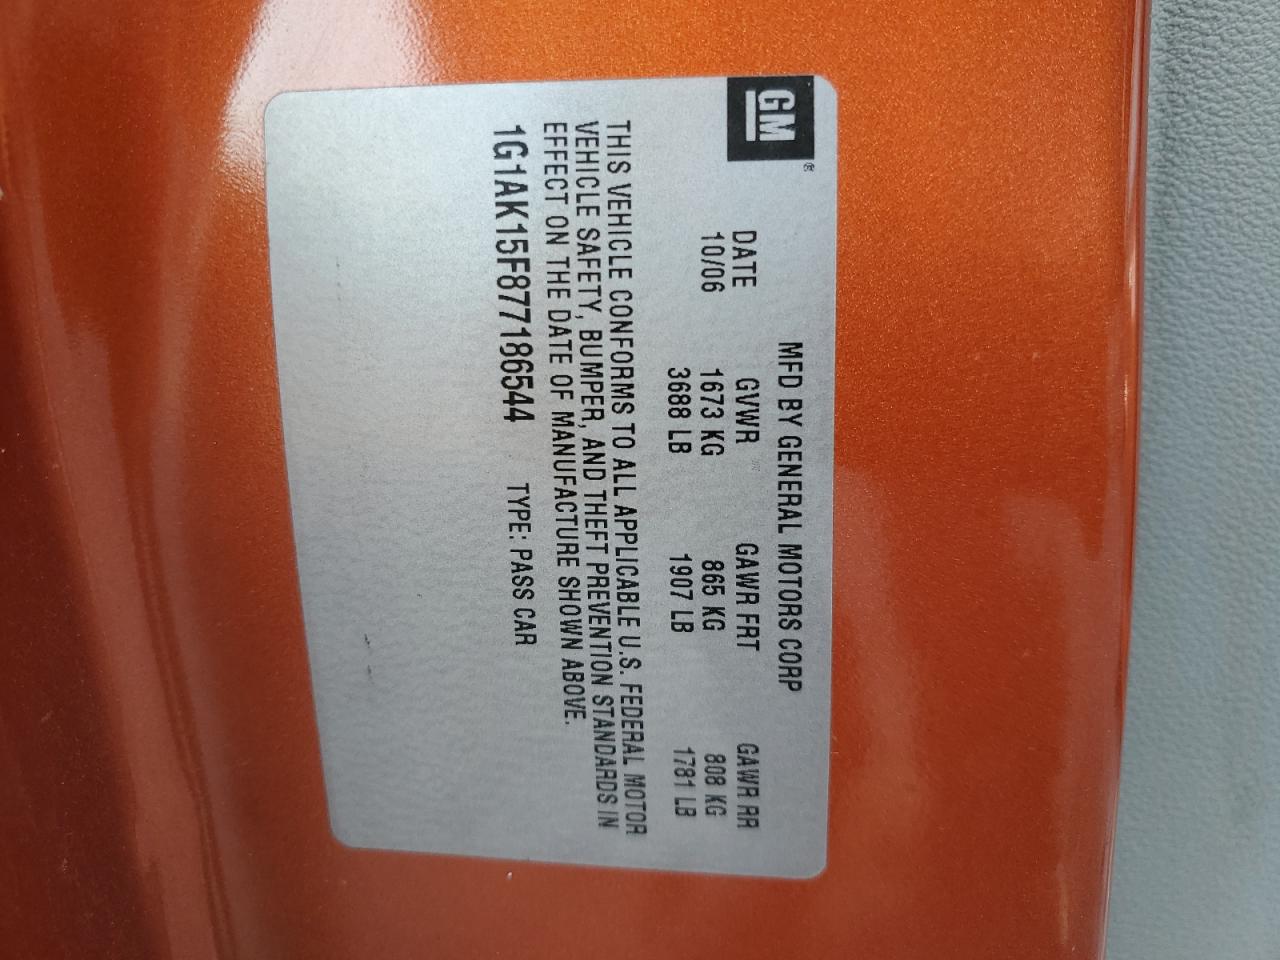 GM ®
MFD BY GENERAL MOTORS CORP
DATE GVWR GAWR FRT GAWR RR
10/06 1673 KG 865 KG 808 KG
3688 LB 1907 LB 1781 LB
THIS VEHICLE CONFORMS TO ALL APPLICABLE U.S. FEDERAL MOTOR
VEHICLE SAFETY, BUMPER, AND THEFT PREVENTION STANDARDS IN
EFFECT ON THE DATE OF MANUFACTURE SHOWN ABOVE.
1G1AK15F877186544 TYPE: PASS CAR